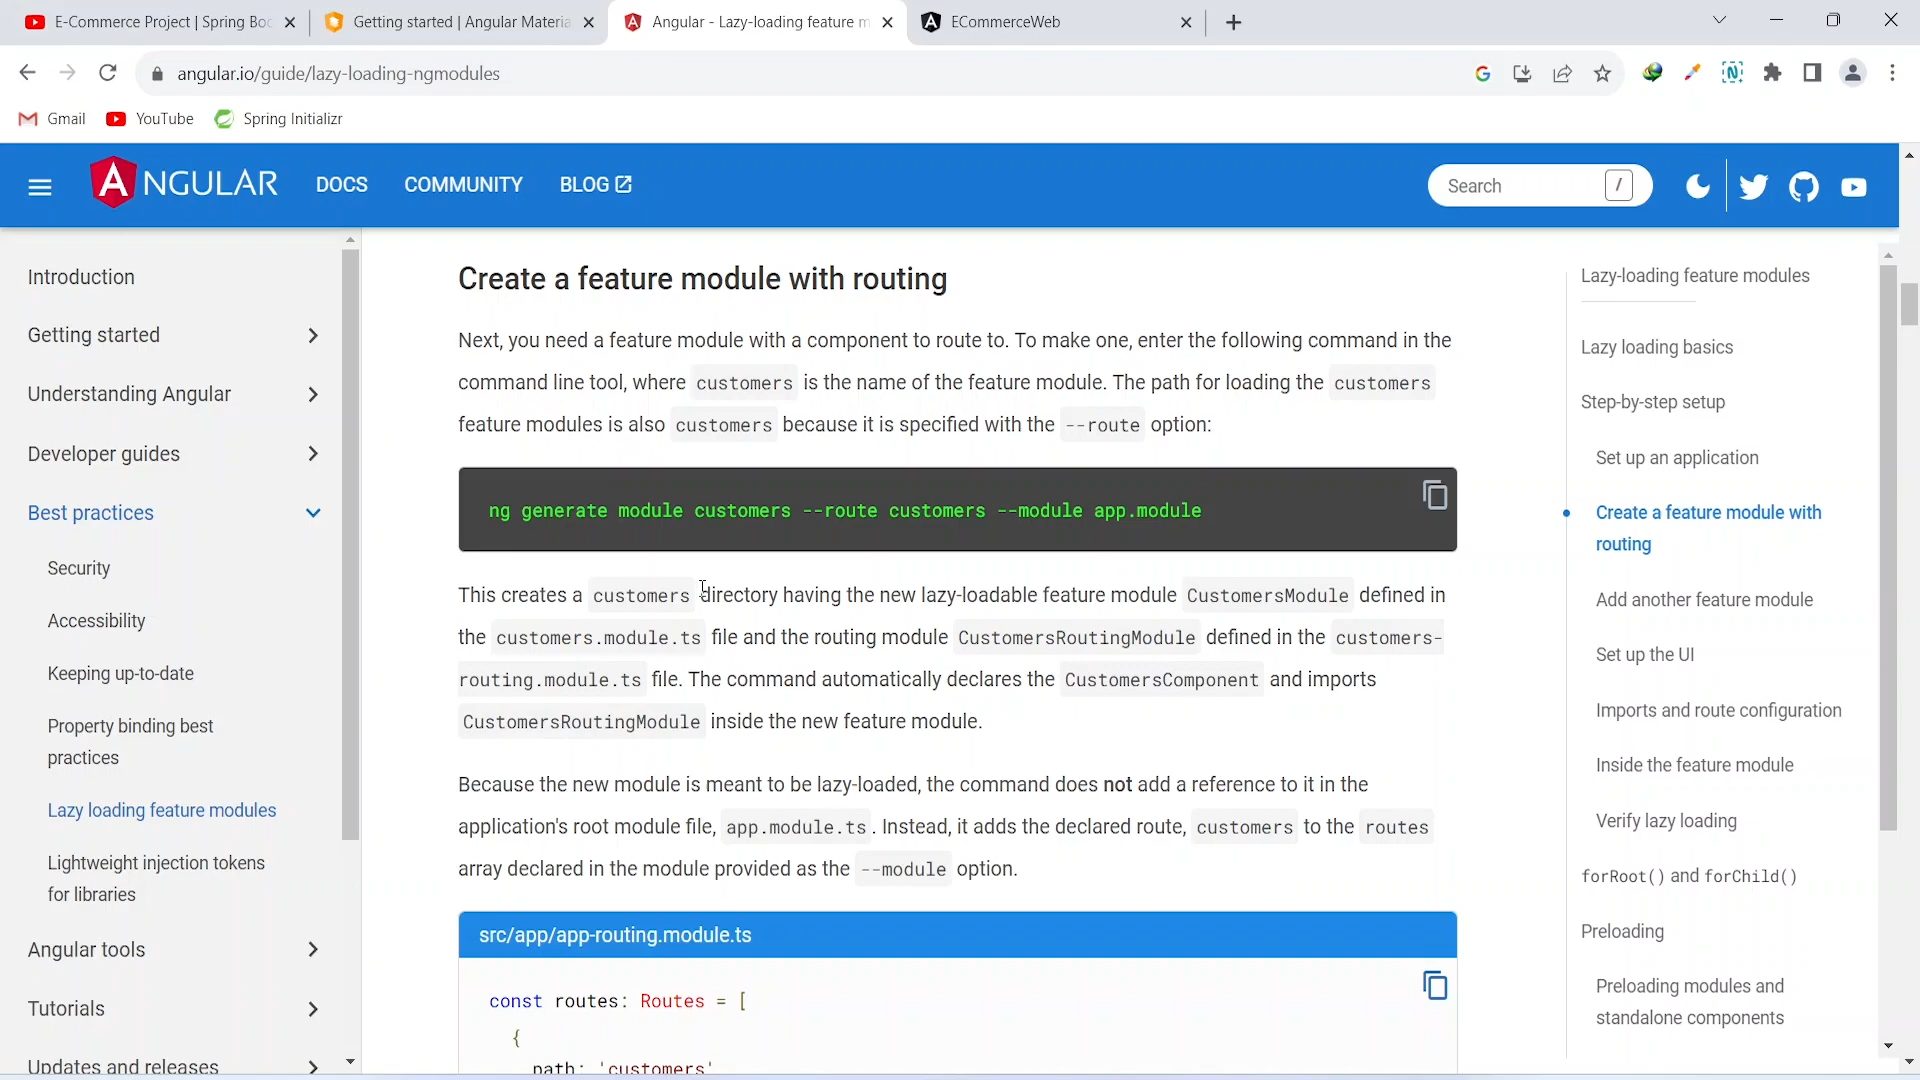 E-Commerce Project | Spring Boo
Getting started | Angular Materia
Angular - Lazy-loading feature m
ECommerceWeb
angular.io/guide/lazy-loading-ngmodules
Gmail
YouTube
Spring Initializr
ANGULAR
DOCS
COMMUNITY
BLOG
Search
/
Introduction
Getting started
Understanding Angular
Developer guides
Best practices
Security
Accessibility
Keeping up-to-date
Property binding best
practices
Lazy loading feature modules
Lightweight injection tokens
for libraries
Angular tools
Tutorials
Updates and releases
Create a feature module with routing
Next, you need a feature module with a component to route to. To make one, enter the following command in the
command line tool, where customers is the name of the feature module. The path for loading the customers
feature modules is also customers because it is specified with the --route option:
ng generate module customers --route customers --module app.module
This creates a customers directory having the new lazy-loadable feature module CustomersModule defined in
the customers.module.ts file and the routing module CustomersRoutingModule defined in the customers-
routing.module.ts file. The command automatically declares the CustomersComponent and imports
CustomersRoutingModule inside the new feature module.
Because the new module is meant to be lazy-loaded, the command does not add a reference to it in the
application's root module file, app.module.ts. Instead, it adds the declared route, customers to the routes
array declared in the module provided as the --module option.
src/app/app-routing.module.ts
const routes: Routes = [
{
path: 'customers'
Lazy-loading feature modules
Lazy loading basics
Step-by-step setup
Set up an application
Create a feature module with
routing
Add another feature module
Set up the UI
Imports and route configuration
Inside the feature module
Verify lazy loading
forRoot() and forChild()
Preloading
Preloading modules and
standalone components